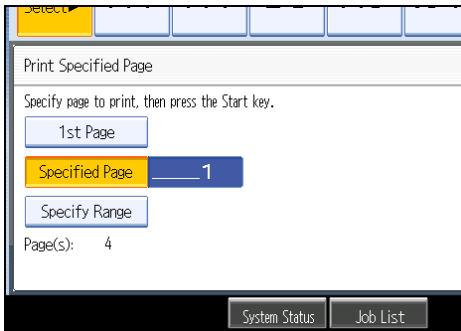 Select►
Print Specified Page
Specify page to print, then press the Start key.
1st Page
Specified Page
1
Specify Range
Page(s): 4
System Status
Job List